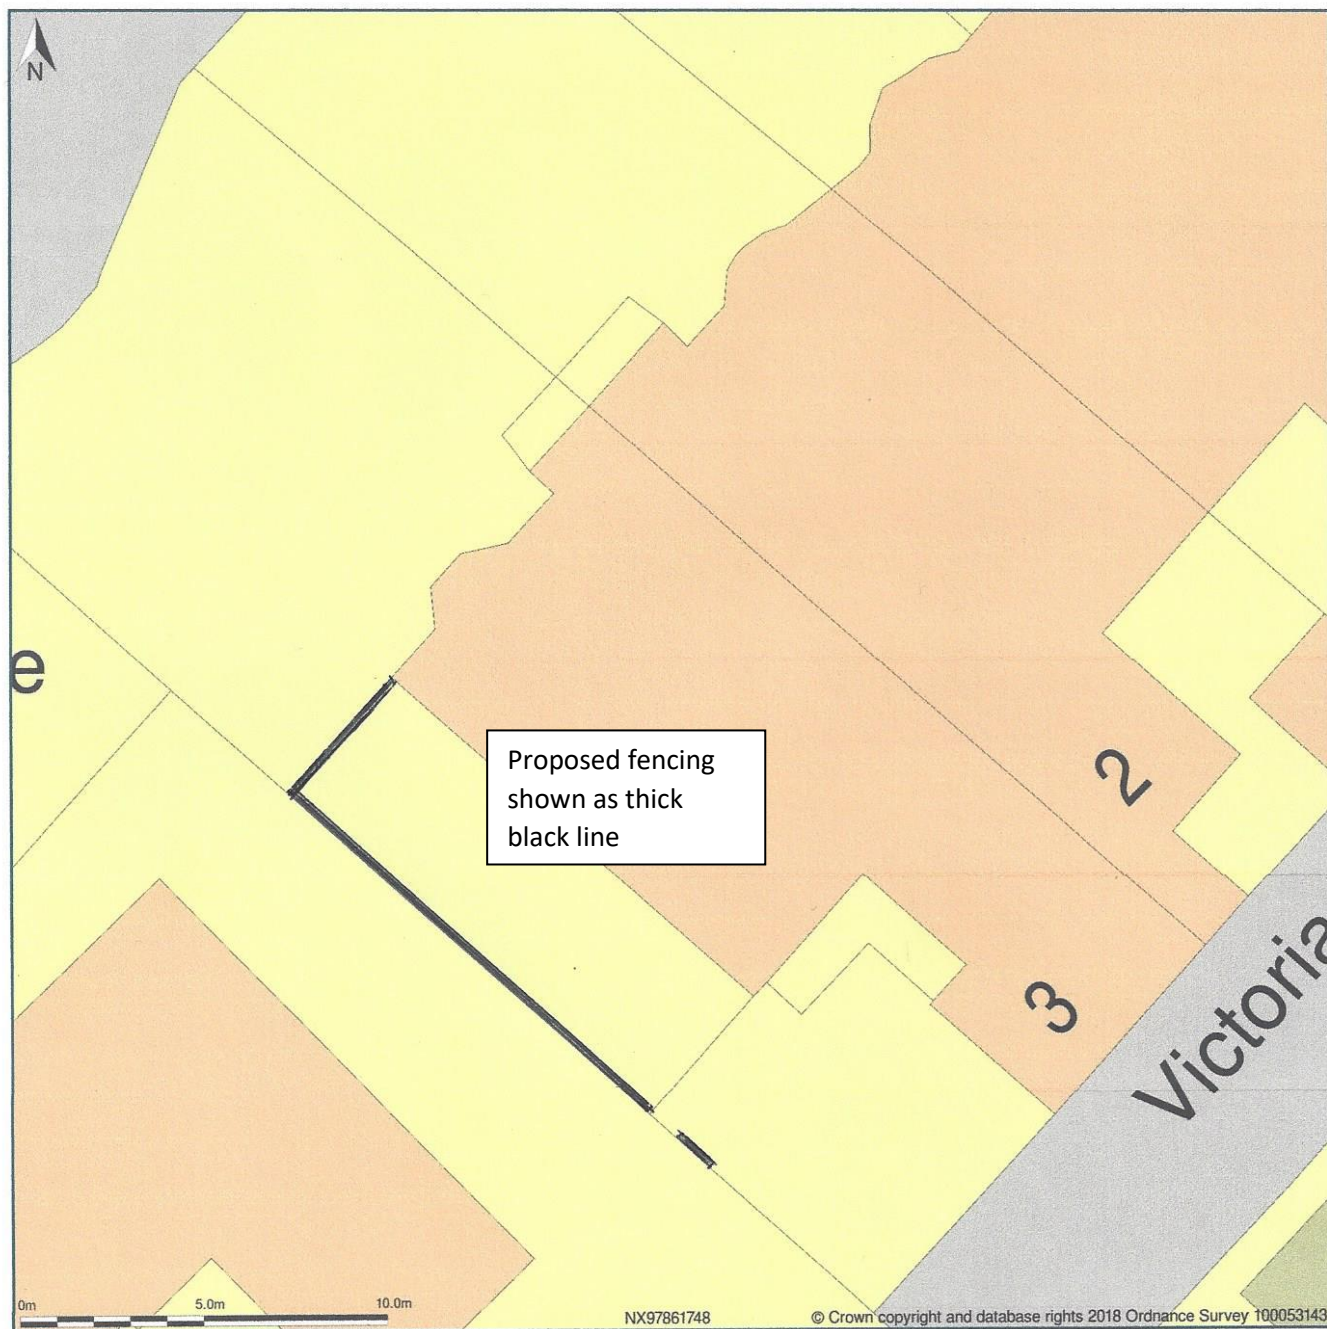 N
e
Proposed fencing
shown as thick
black line
2
3
Victoria
0m
5.0m
10.0m
NX97861748
© Crown copyright and database rights 2018 Ordnance Survey 100053143